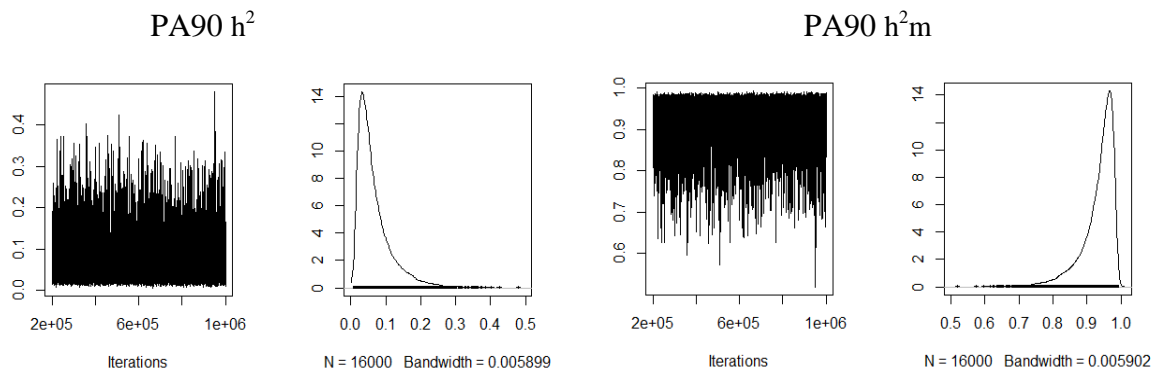 PA90 h²
PA90 h²m
0.0 0.1 0.2 0.3 0.4
2e+05 6e+05 1e+06
Iterations
0 2 4 6 8 10 14
0.0 0.1 0.2 0.3 0.4 0.5
N = 16000 Bandwidth = 0.005899
0.6 0.7 0.8 0.9 1.0
2e+05 6e+05 1e+06
Iterations
0 2 4 6 8 10 14
0.5 0.6 0.7 0.8 0.9 1.0
N = 16000 Bandwidth = 0.005902